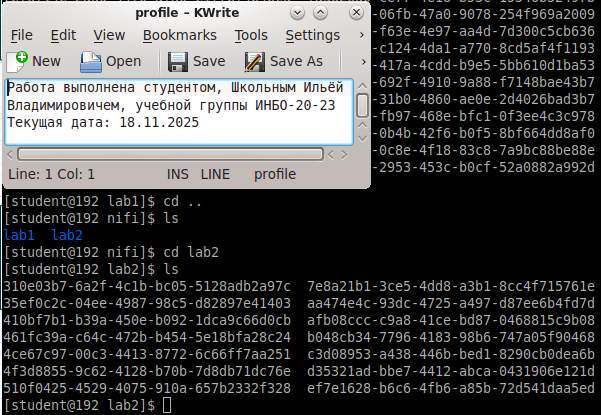 profile – KWrite
File Edit View Bookmarks Tools Settings
New Open Save Save As
Работа выполнена студентом, Школьным Ильёй
Владимировичем, учебной группы ИНБО-20-23
Текущая дата: 18.11.2025
Line: 1 Col: 1 INS LINE profile
-06fb-47a0-9078-254f969a2009
-f63e-4e97-aa4d-7d300c5cb636
-c124-4da1-a770-8cd5af4f1193
-417a-4cdd-b9e5-5bb610d1ba53
-692f-4910-9a88-f7148bae43b7
-31b0-4860-ae0e-2d4026bad3b7
-fb97-468e-bfc1-0f3ee4c3c978
-0b4b-42f6-b0f5-8bf664dd8af0
-0c8e-4f18-83c8-7a9bc88be88e
-2953-453c-b0cf-52a0882a992d
[student@192 lab1]$ cd ..
[student@192 nifi]$ ls
lab1 lab2
[student@192 nifi]$ cd lab2
[student@192 lab2]$ ls
310e03b7-6a2f-4c1b-bc05-5128adb2a97c 7e8a21b1-3ce5-4dd8-a3b1-8cc4f715761e
35ef0c2c-04ee-4987-98c5-d82897e41403 aa474e4c-93dc-4725-a497-d87ee6b4fd7d
410bf7b1-b39a-450e-b092-1dca9c66d0cb afb08ccc-c9a8-41ce-bd87-0468815c9b08
461fc39a-c64c-472b-b454-5e18bfa28c24 b048cb34-7796-4183-98b6-747a05f90468
4ce67c97-00c3-4413-8772-6c66ff7aa251 c3d08953-a438-446b-bed1-8290cb0dea6b
4f3d8855-9c62-4128-b70b-7d8db71dc76e d35321ad-bbe7-4412-abca-0431906e121d
510f0425-4529-4075-910a-657b2332f328 ef7e1628-b6c6-4fb6-a85b-72d541daa5ed
[student@192 lab2]$